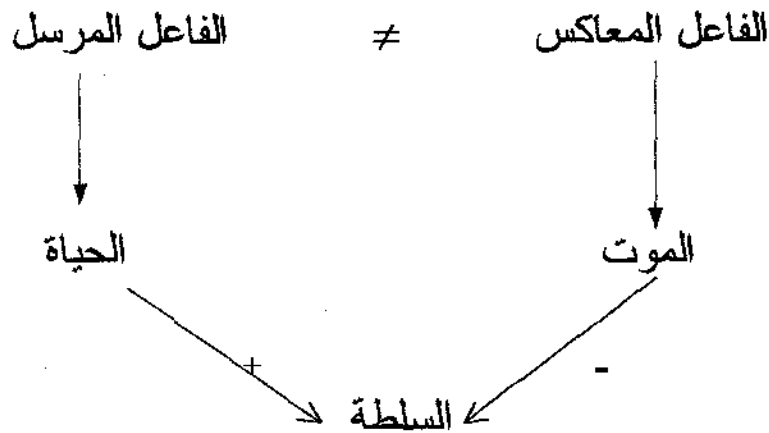 الفاعل المعاكس ≠ الفاعل المرسل
الموت الحياة
- +
السلطة